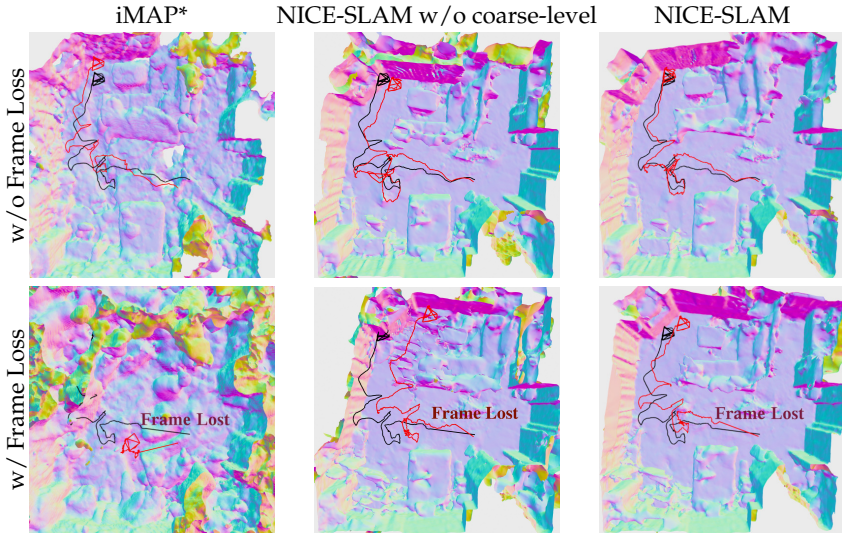 iMAP* NICE-SLAM w/o coarse-level NICE-SLAM
w/o Frame Loss
w/ Frame Loss
Frame Lost Frame Lost Frame Lost